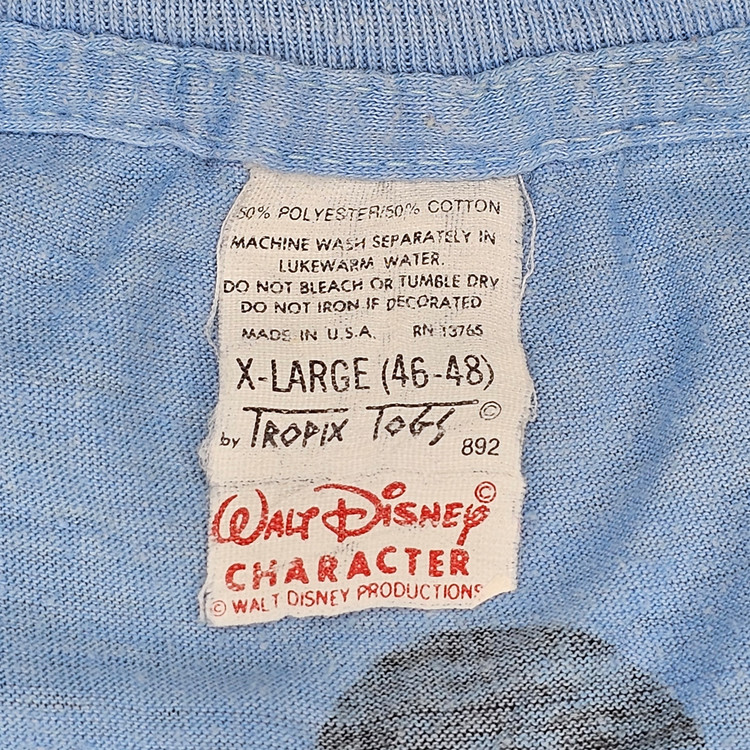 50% POLYESTER/50% COTTON
MACHINE WASH SEPARATELY IN
LUKEWARM WATER.
DO NOT BLEACH OR TUMBLE DRY
DO NOT IRON IF DECORATED
MADE IN U.S.A. RN 13765
X-LARGE (46-48)
by TROPIX TOGS ©
892
WALT DISNEY ©
CHARACTER
© WALT DISNEY PRODUCTIONS